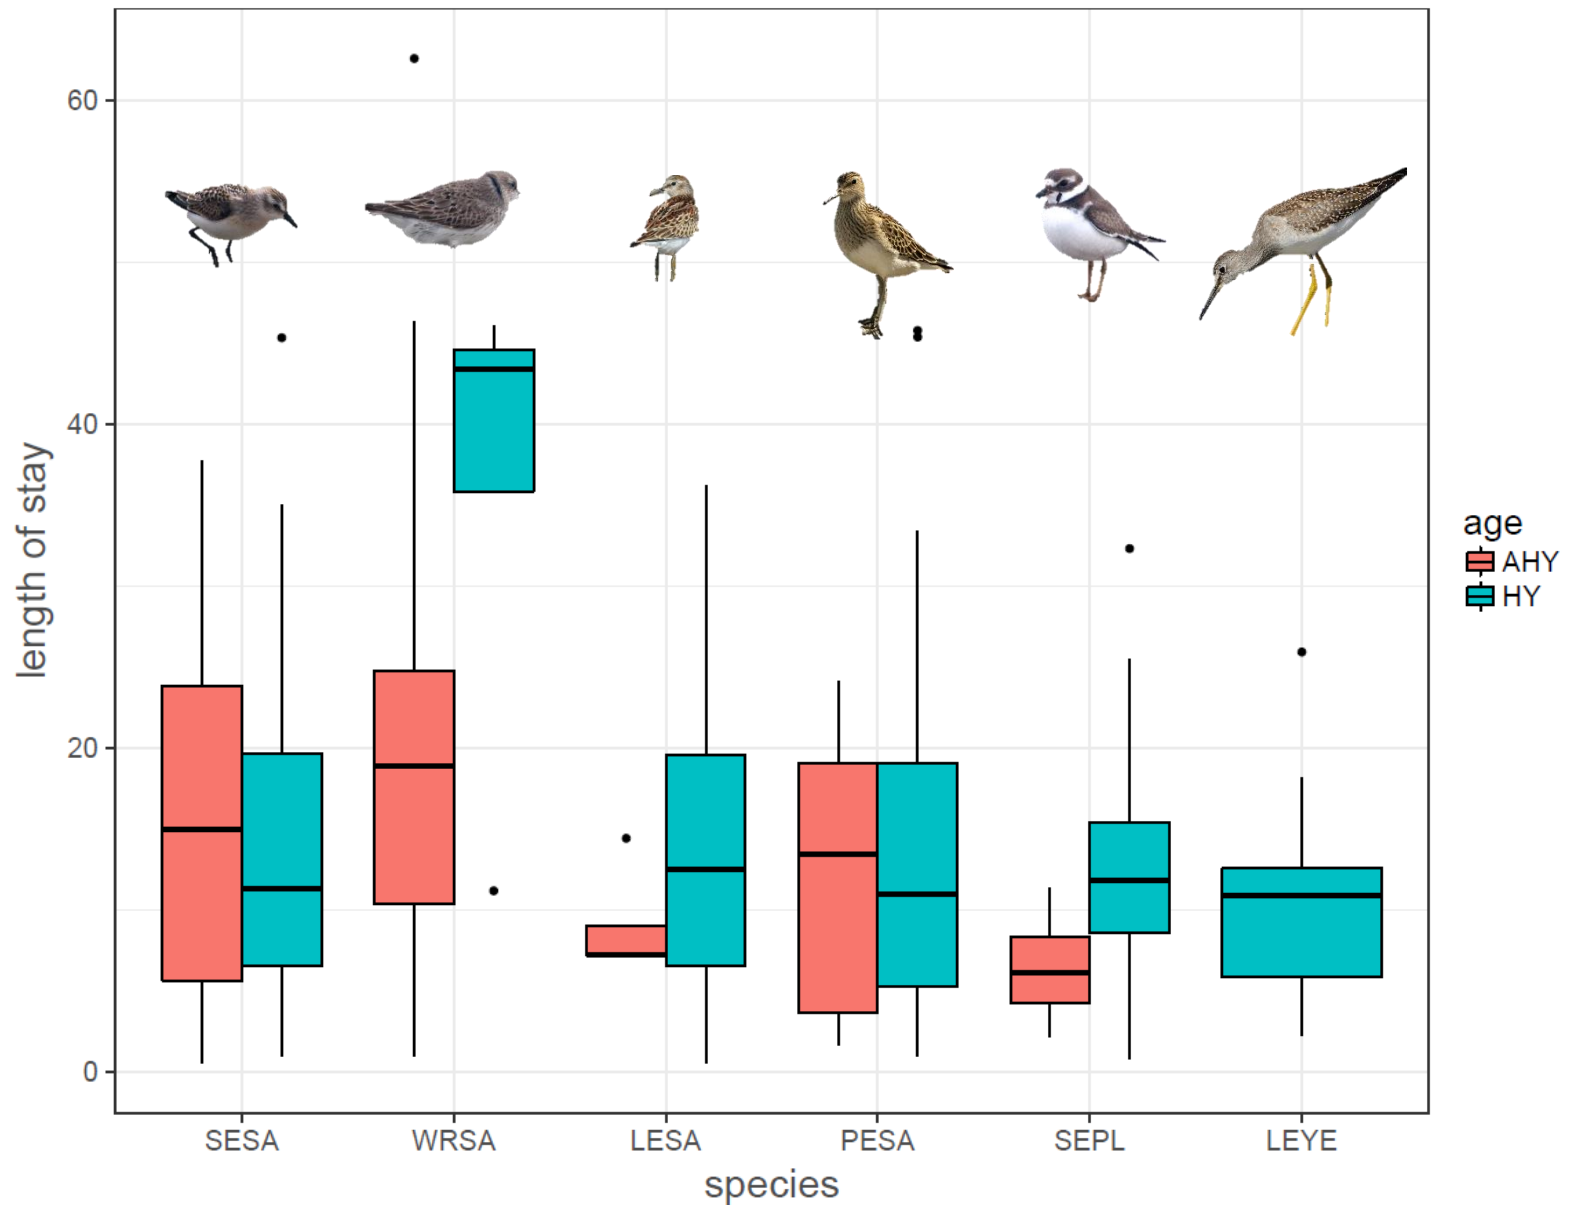 60
40
20
0
length of stay
SESA WRSA LESA PESA SEPL LEYE
species
age
AHY
HY